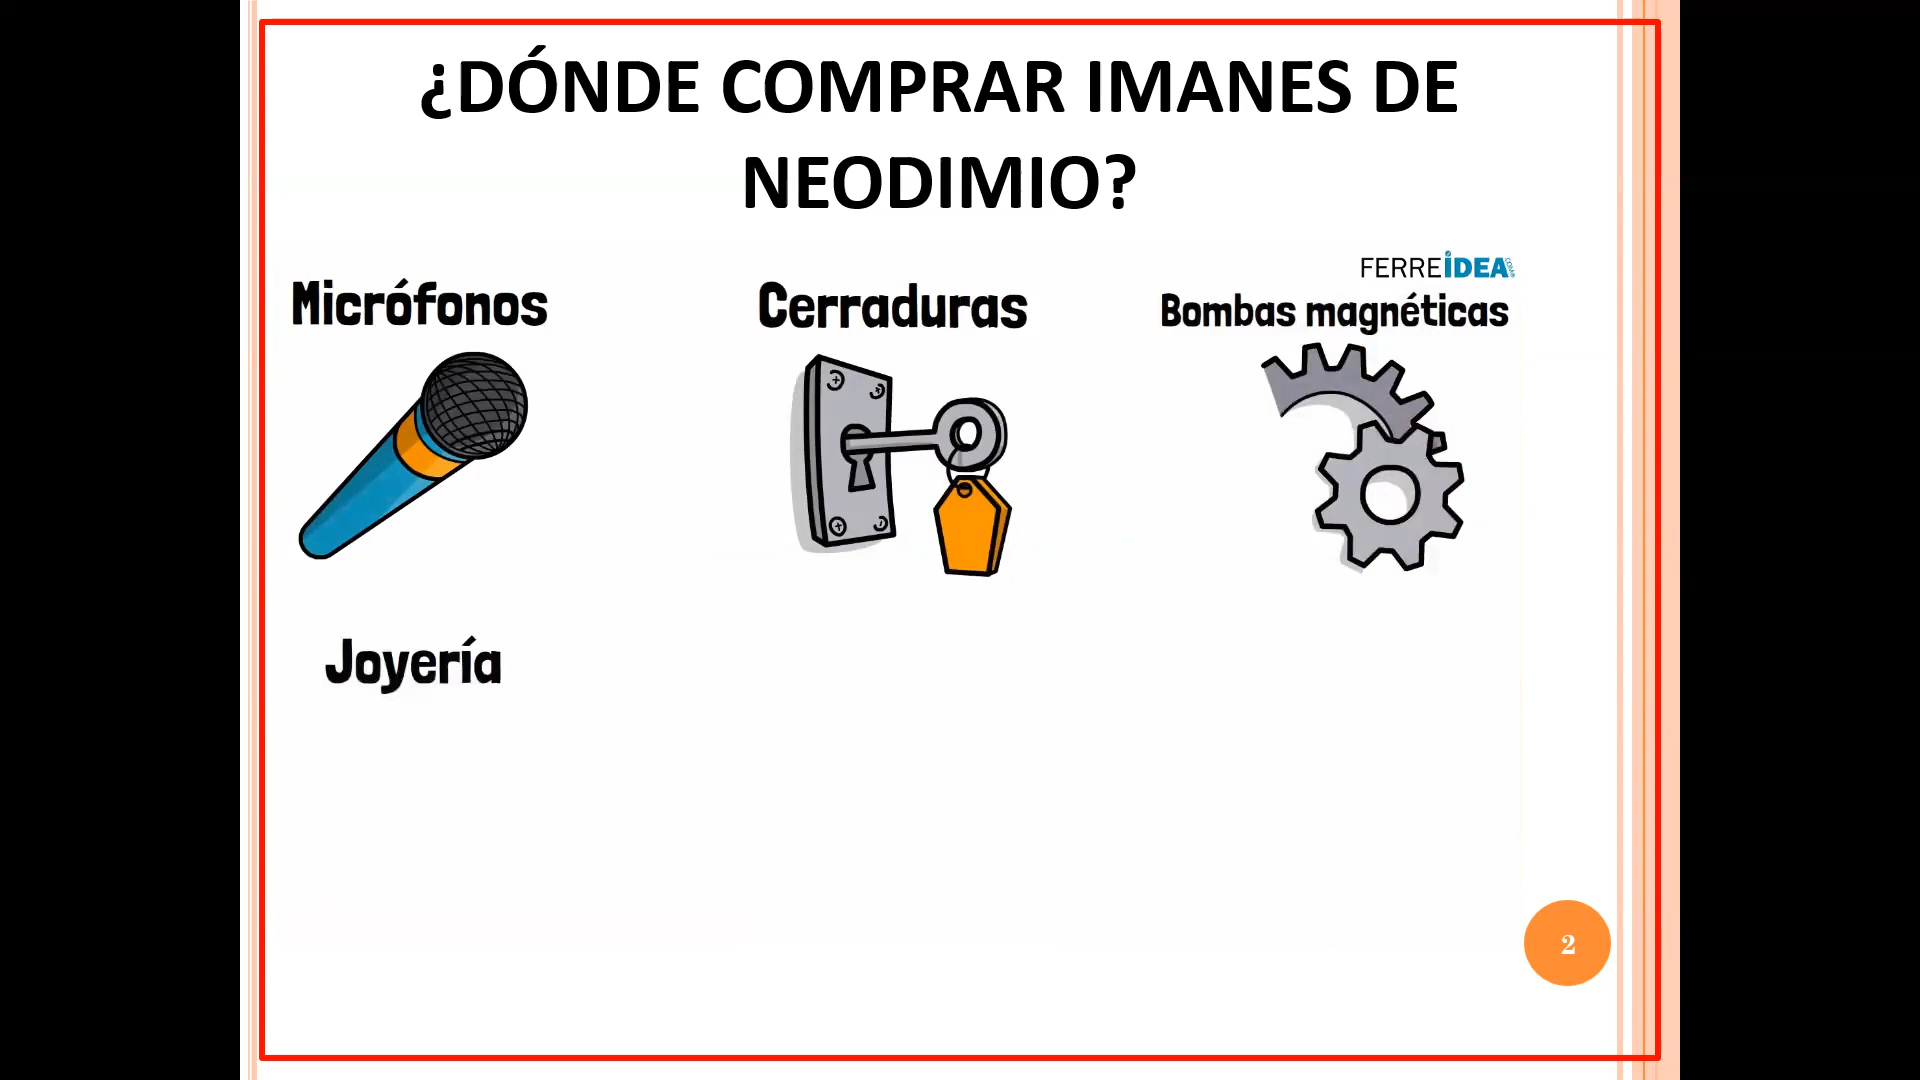 ¿DÓNDE COMPRAR IMANES DE
NEODIMIO?
FERREIDEA
Micrófonos
Cerraduras
Bombas magnéticas
Joyería
2